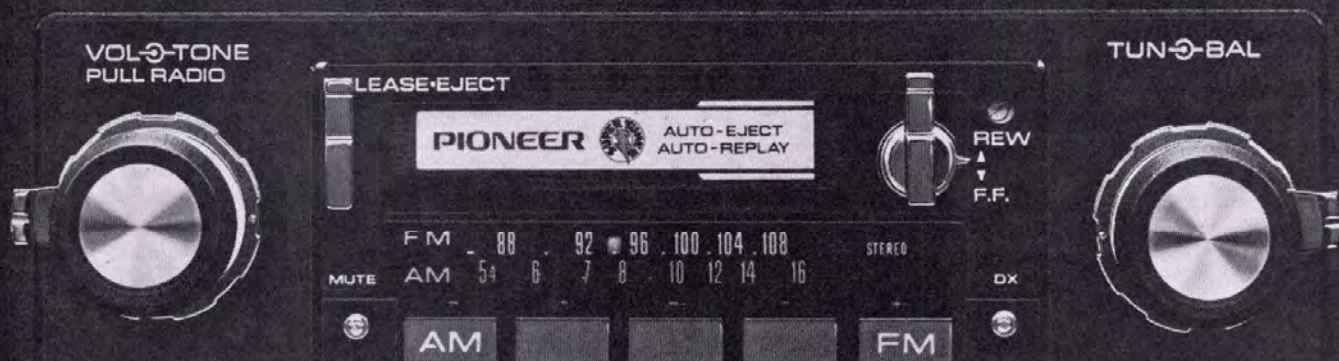 VOL-TONE
PULL RADIO
LEASE•EJECT
PIONEER
AUTO-EJECT
AUTO-REPLAY
REW
F.F.
TUN-BAL
FM 88 . 92 96 .100 .104 .108
STEREO
AM 54 6 7 8 10 12 14 16
MUTE
DX
AM
FM